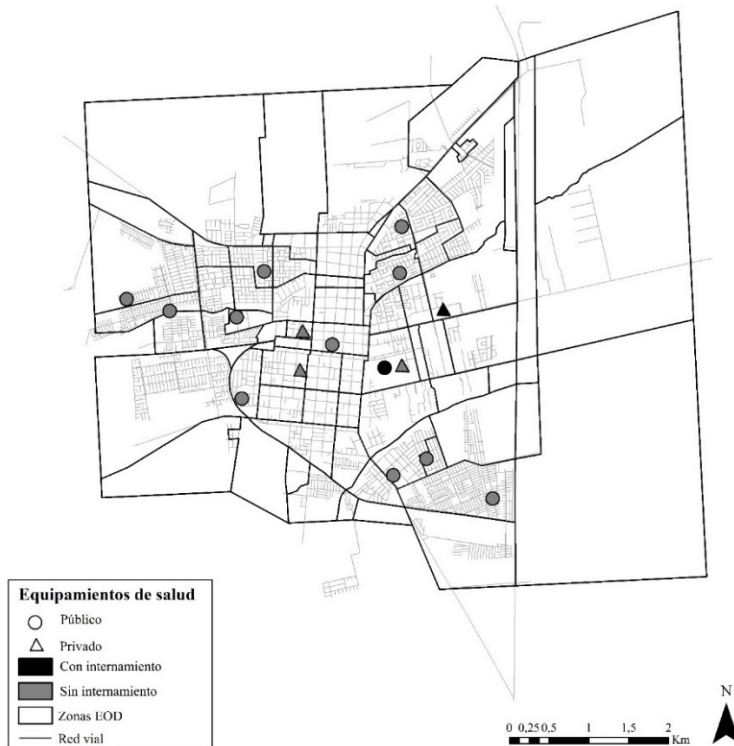 Equipamientos de salud
Público
Privado
Con internamiento
Sin internamiento
Zonas EOD
Red vial
N
0 0,25 0,5 1 1,5 2
Km